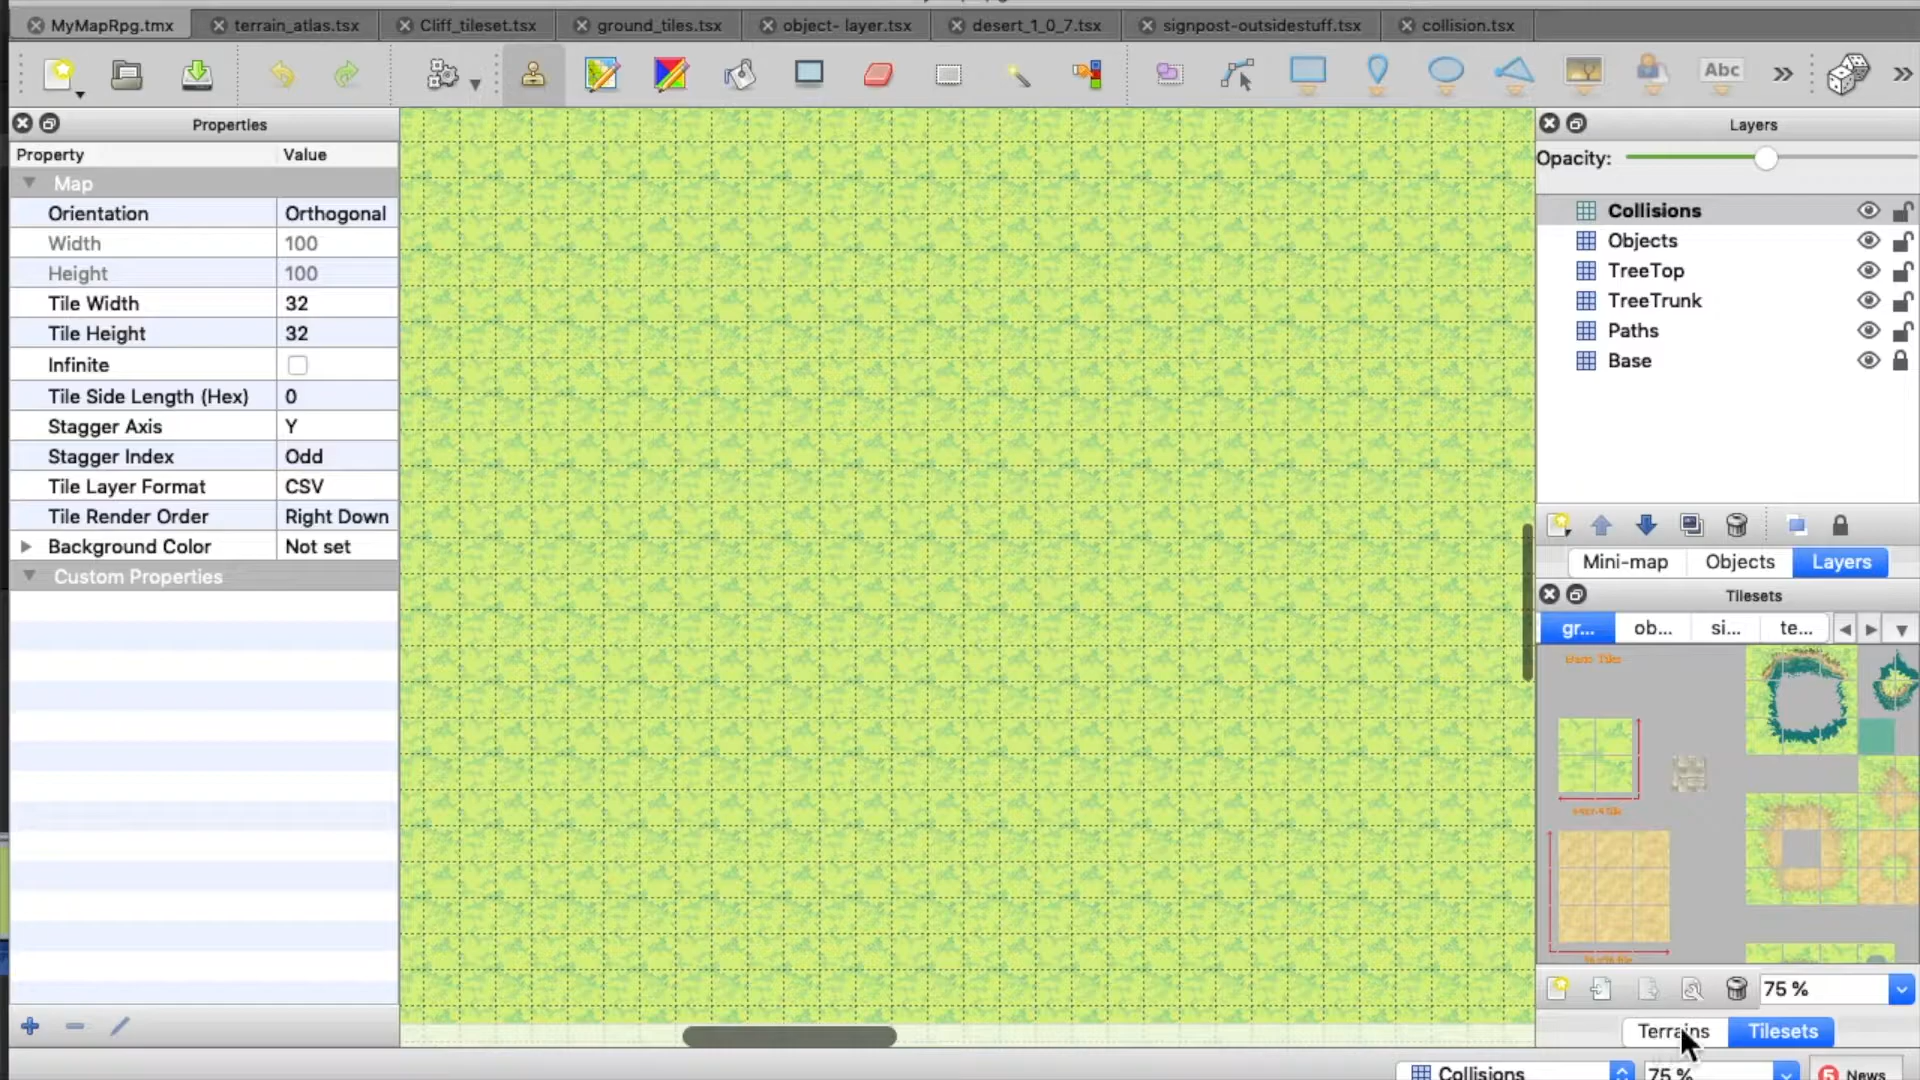 MyMapRpg.tmx terrain_atlas.tsx Cliff_tileset.tsx ground_tiles.tsx object- layer.tsx desert_1_0_7.tsx signpost-outsidestuff.tsx collision.tsx
Abc
Properties
Property Value
Map
Orientation Orthogonal
Width 100
Height 100
Tile Width 32
Tile Height 32
Infinite
Tile Side Length (Hex) 0
Stagger Axis Y
Stagger Index Odd
Tile Layer Format CSV
Tile Render Order Right Down
Background Color Not set
Custom Properties
Layers
Opacity:
Collisions
Objects
TreeTop
TreeTrunk
Paths
Base
Mini-map Objects Layers
Tilesets
gr... ob... si... te...
75 %
Terrains Tilesets
Collisions 75 % 5 News